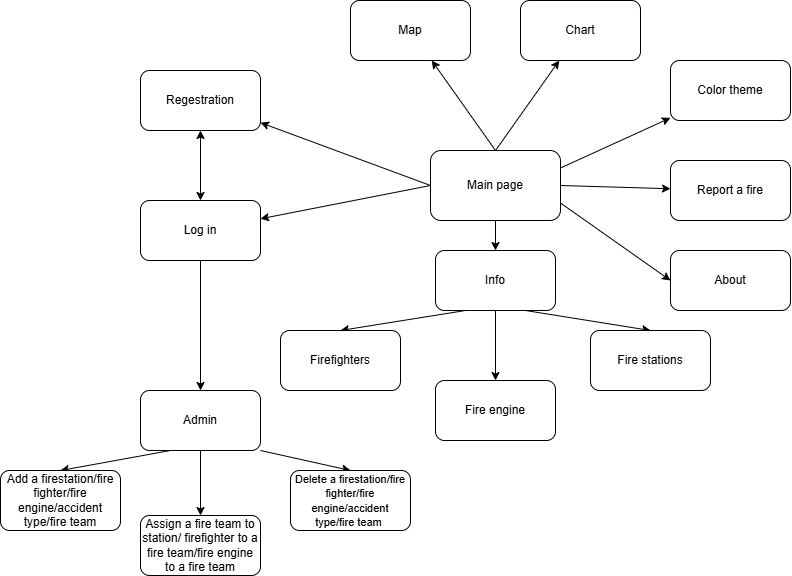 Map
Chart
Color theme
Regestration
Main page
Report a fire
Log in
Info
About
Firefighters
Fire stations
Fire engine
Admin
Add a firestation/fire
fighter/fire
engine/accident
type/fire team
Assign a fire team to
station/ firefighter to a
fire team/fire engine
to a fire team
Delete a firestation/fire
fighter/fire
engine/accident
type/fire team